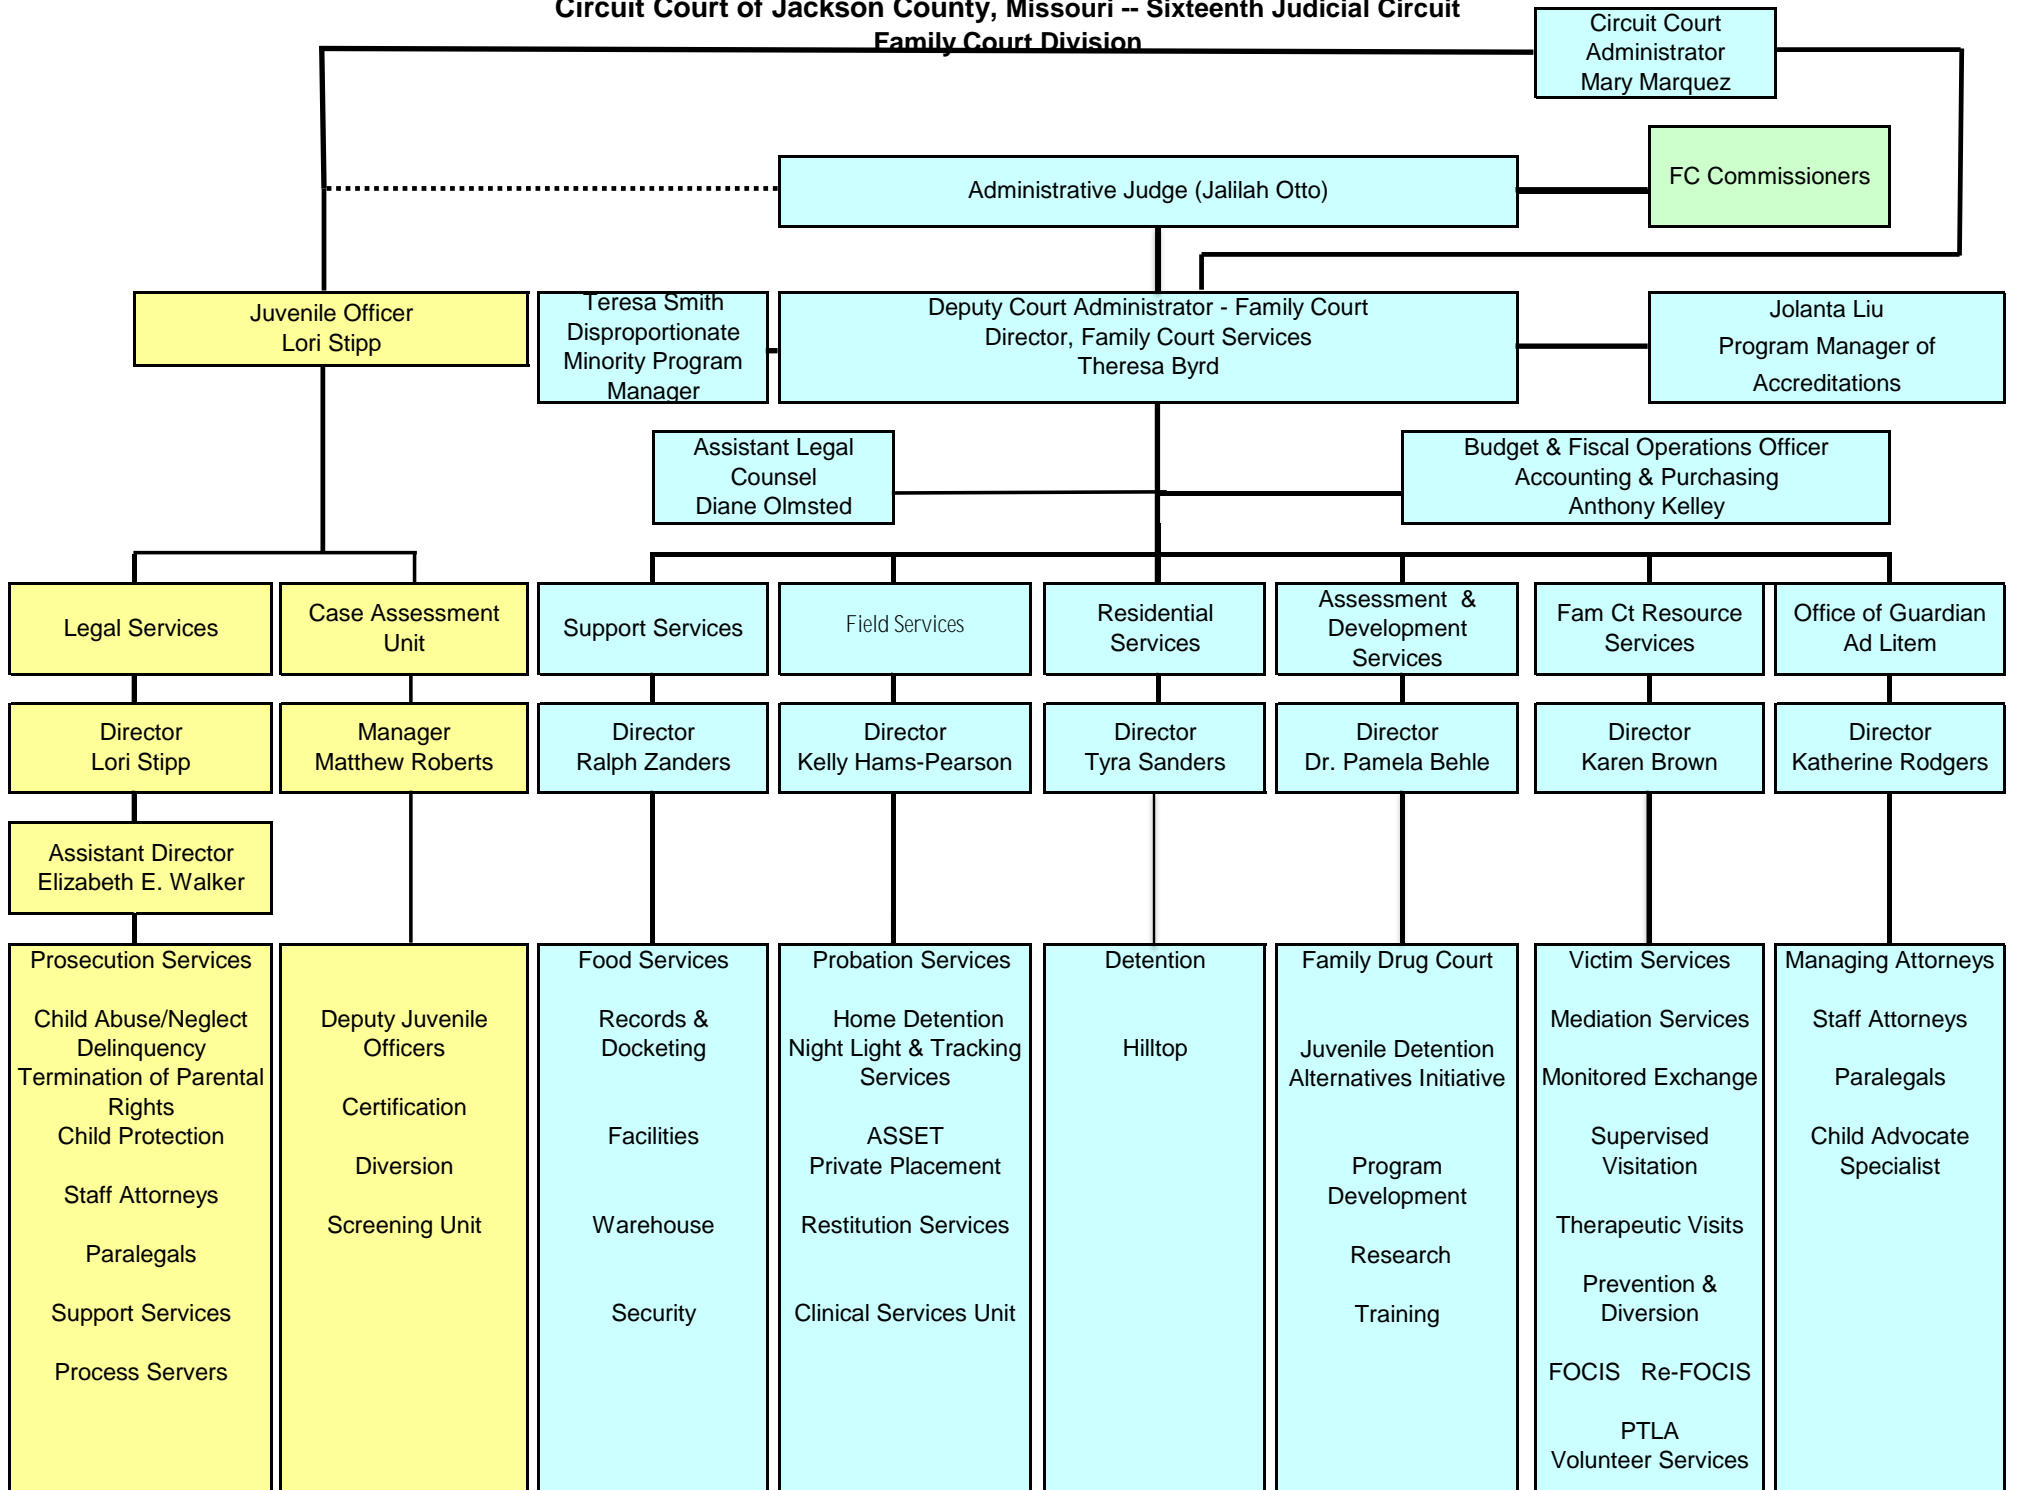 Circuit Court of Jackson County, Missouri -- Sixteenth Judicial Circuit
Family Court Division
Circuit Court
Administrator
Mary Marquez
FC Commissioners
Administrative Judge (Jalilah Otto)
Juvenile Officer
Lori Stipp
Teresa Smith
Disproportionate
Minority Program
Manager
Deputy Court Administrator - Family Court
Director, Family Court Services
Theresa Byrd
Jolanta Liu
Program Manager of
Accreditations
Assistant Legal
Counsel
Diane Olmsted
Budget & Fiscal Operations Officer
Accounting & Purchasing
Anthony Kelley
Legal Services
Case Assessment
Unit
Support Services
Field Services
Residential
Services
Assessment  &
Development
Services
Fam Ct Resource
Services
Office of Guardian
Ad Litem
Director
Lori Stipp
Manager
Matthew Roberts
Director
Ralph Zanders
Director
Kelly Hams-Pearson
Director
Tyra Sanders
Director
Dr. Pamela Behle
Director
Karen Brown
Director
Katherine Rodgers
Assistant Director
Elizabeth E. Walker
Prosecution Services
Child Abuse/Neglect
Delinquency
Termination of Parental
Rights
Child Protection
Staff Attorneys
Paralegals
Support Services
Process Servers
Deputy Juvenile
Officers
Certification
Diversion
Screening Unit
Food Services
Records &
Docketing
Facilities
Warehouse
Security
Probation Services
Home Detention
Night Light & Tracking
Services
ASSET
Private Placement
Restitution Services
Clinical Services Unit
Detention
Hilltop
Family Drug Court
Juvenile Detention
Alternatives Initiative
Program
Development
Research
Training
Victim Services
Mediation Services
Monitored Exchange
Supervised
Visitation
Therapeutic Visits
Prevention &
Diversion
FOCIS   Re-FOCIS
PTLA
Volunteer Services
Managing Attorneys
Staff Attorneys
Paralegals
Child Advocate
Specialist